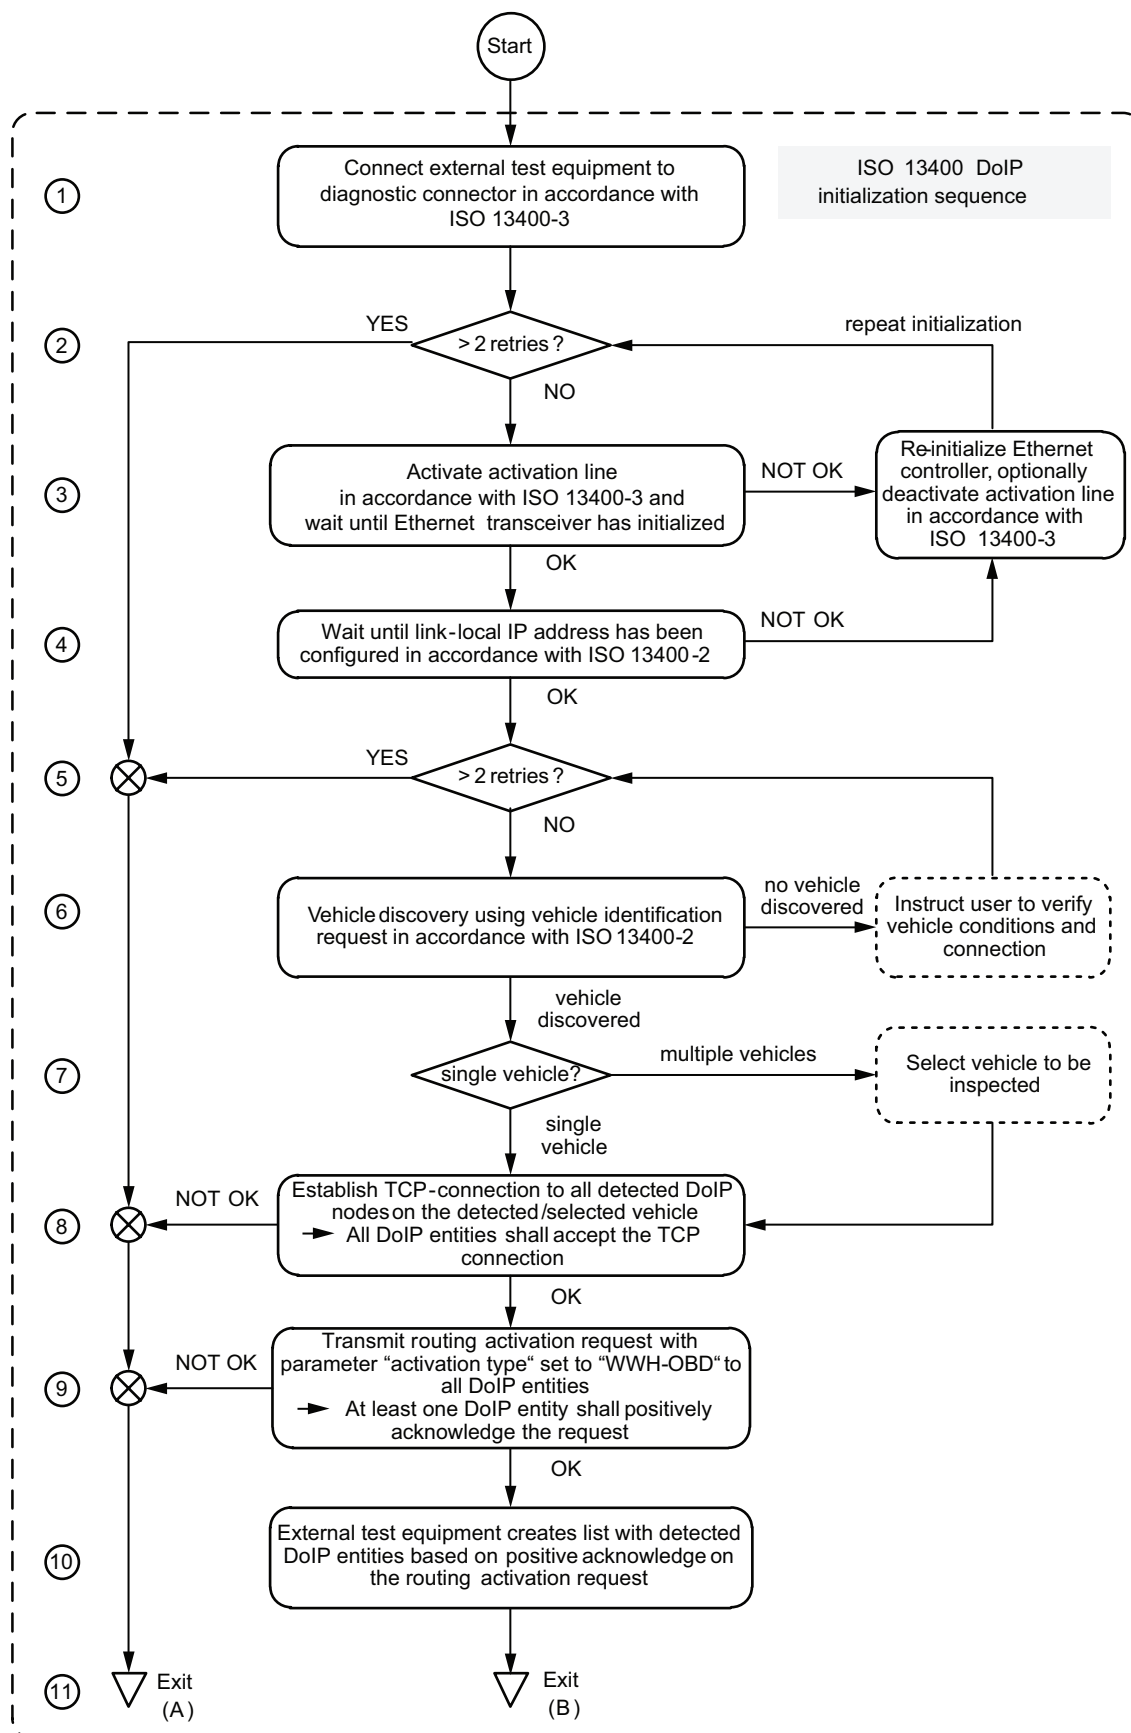 Start
ISO 13400 DoIP
initialization sequence
1
Connect external test equipment to
diagnostic connector in accordance with
ISO 13400-3
2
YES
> 2 retries?
repeat initialization
NO
3
Activate activation line
in accordance with ISO 13400-3 and
wait until Ethernet transceiver has initialized
NOT OK
Re-initialize Ethernet
controller, optionally
deactivate activation line
in accordance with
ISO 13400-3
OK
4
Wait until link-local IP address has been
configured in accordance with ISO 13400-2
NOT OK
OK
5
YES
> 2 retries?
NO
6
Vehicle discovery using vehicle identification
request in accordance with ISO 13400-2
no vehicle
discovered
Instruct user to verify
vehicle conditions and
connection
vehicle
discovered
7
single vehicle?
multiple vehicles
Select vehicle to be
inspected
single
vehicle
8
NOT OK
Establish TCP-connection to all detected DoIP
nodes on the detected/selected vehicle
→ All DoIP entities shall accept the TCP
connection
OK
9
NOT OK
Transmit routing activation request with
parameter “activation type“ set to “WWH-OBD“ to
all DoIP entities
→ At least one DoIP entity shall positively
acknowledge the request
OK
10
External test equipment creates list with detected
DoIP entities based on positive acknowledge on
the routing activation request
11
Exit
(A)
Exit
(B)